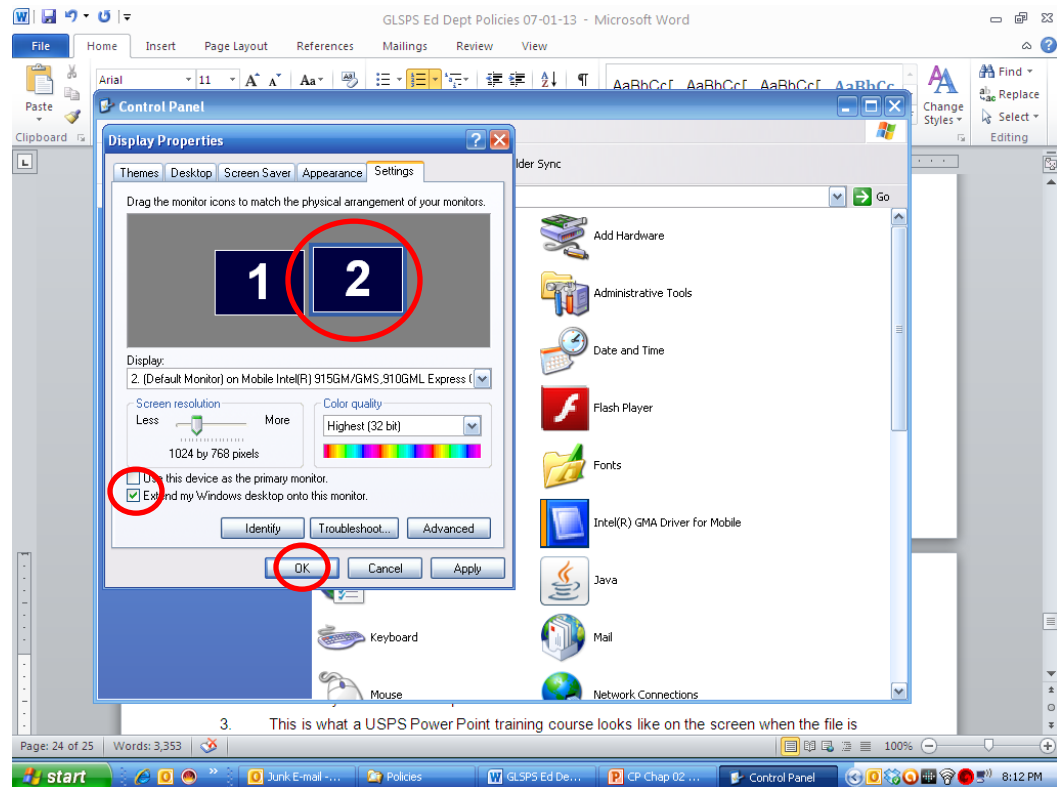 GLSPS Ed Dept Policies 07-01-13 - Microsoft Word
File Home Insert Page Layout References Mailings Review View
Paste
Clipboard
Arial 11 Aa
AaBbCcI AaBbCcI AaBbCcI AaBbCc
Change Styles
Find
Replace
Select
Editing
Control Panel
Display Properties
lder Sync
Go
Themes Desktop Screen Saver Appearance Settings
Drag the monitor icons to match the physical arrangement of your monitors.
1 2
Display:
2. (Default Monitor) on Mobile Intel(R) 915GM/GMS,910GML Express (
Screen resolution
Less More
1024 by 768 pixels
Color quality
Highest (32 bit)
Use this device as the primary monitor.
Extend my Windows desktop onto this monitor.
Identify Troubleshoot... Advanced
OK Cancel Apply
Add Hardware
Administrative Tools
Date and Time
Flash Player
Fonts
Intel(R) GMA Driver for Mobile
Java
Keyboard
Mail
Mouse
Network Connections
3. This is what a USPS Power Point training course looks like on the screen when the file is
Page: 24 of 25 Words: 3,353 100%
start Junk E-mail -... Policies GLSPS Ed De... CP Chap 02 ... Control Panel 8:12 PM